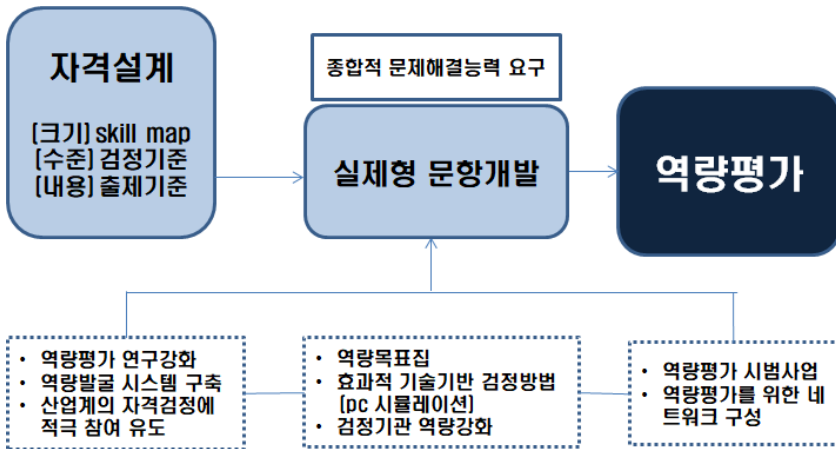 자격설계
[크기] skill map
[수준] 검정기준
[내용] 출제기준
종합적 문제해결능력 요구
실제형 문항개발
역량평가
• 역량평가 연구강화
• 역량발굴 시스템 구축
• 산업계의 자격검정에
적극 참여 유도
• 역량목표집
• 효과적 기술기반 검정방법
[pc 시뮬레이션]
• 검정기관 역량강화
• 역량평가 시범사업
• 역량평가를 위한 네
트워크 구성